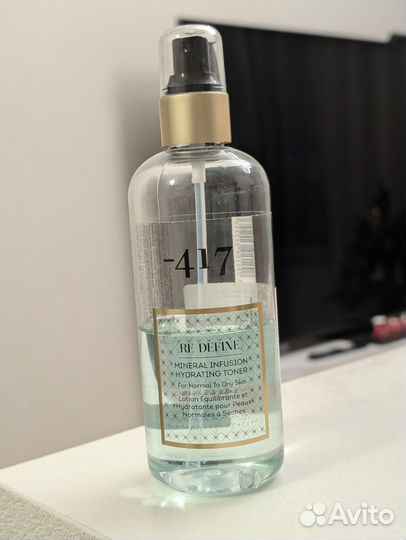 -417
RE DEFINE
MINERAL INFUSION
HYDRATING TONER
For Normal To Dry Skin
Lotion Équilibrante et
Hydratante pour Peaux
Normales à Sèches
Avito